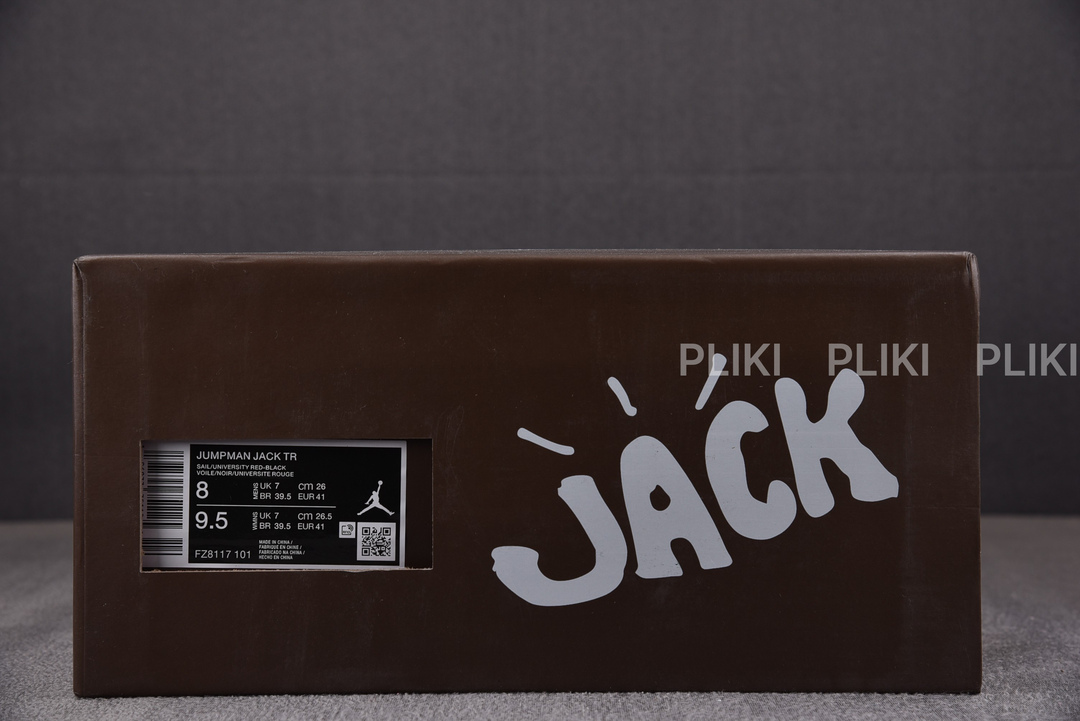 PLIKI PLIKI PLIKI
JACK
JUMPMAN JACK TR
SAIL/UNIVERSITY RED-BLACK
VOILE/NOIR/UNIVERSITE ROUGE
8 MENS UK 7 cm 26
BR 39.5 EUR 41
9.5 WMNS UK 7 cm 26.5
BR 39.5 EUR 41
FZ8117 101
MADE IN CHINA /
FABRIQUÉ EN CHINE /
FABRICADO NA CHINA /
HECHO EN CHINA